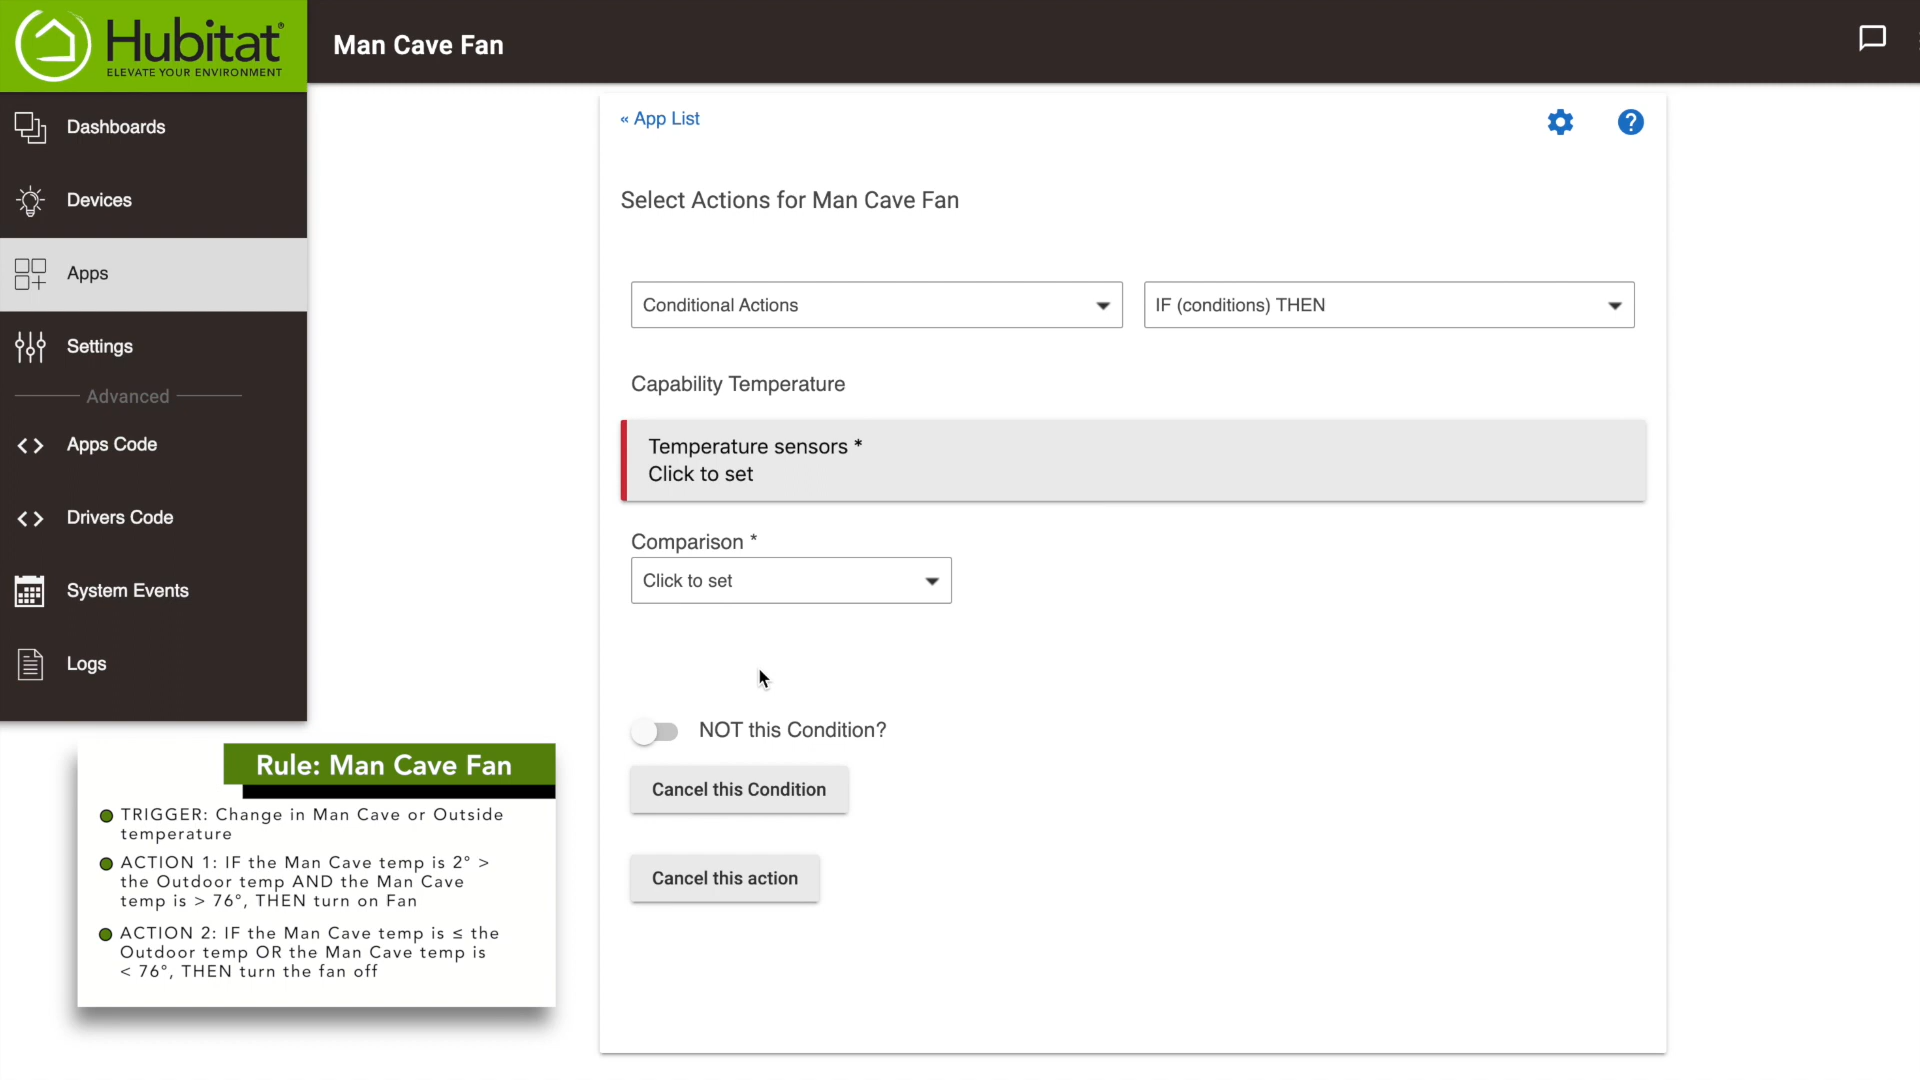 Hubitat®
ELEVATE YOUR ENVIRONMENT
Man Cave Fan
Dashboards
Devices
Apps
Settings
Advanced
Apps Code
Drivers Code
System Events
Logs
« App List
Select Actions for Man Cave Fan
Conditional Actions
IF (conditions) THEN
Capability Temperature
Temperature sensors *
Click to set
Comparison *
Click to set
NOT this Condition?
Cancel this Condition
Cancel this action
Rule: Man Cave Fan
TRIGGER: Change in Man Cave or Outside
temperature
ACTION 1: IF the Man Cave temp is 2° >
the Outdoor temp AND the Man Cave
temp is > 76°, THEN turn on Fan
ACTION 2: IF the Man Cave temp is ≤ the
Outdoor temp OR the Man Cave temp is
< 76°, THEN turn the fan off